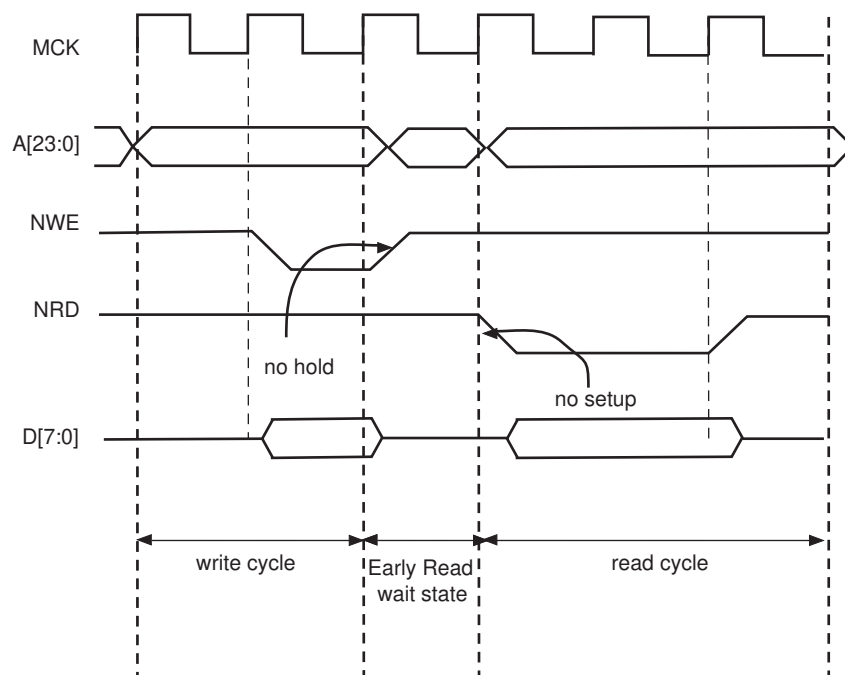 MCK
A[23:0]
NWE
NRD
no hold
no setup
D[7:0]
write cycle
Early Read
wait state
read cycle